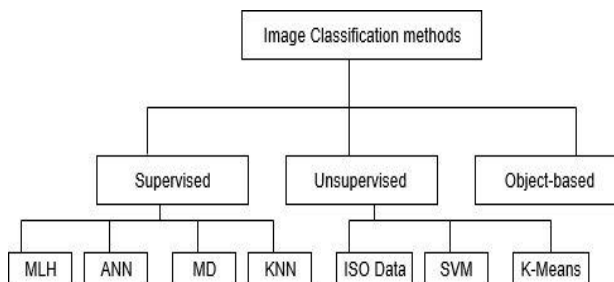 Image Classification methods
Supervised
Unsupervised
Object-based
MLH
ANN
MD
KNN
ISO Data
SVM
K-Means